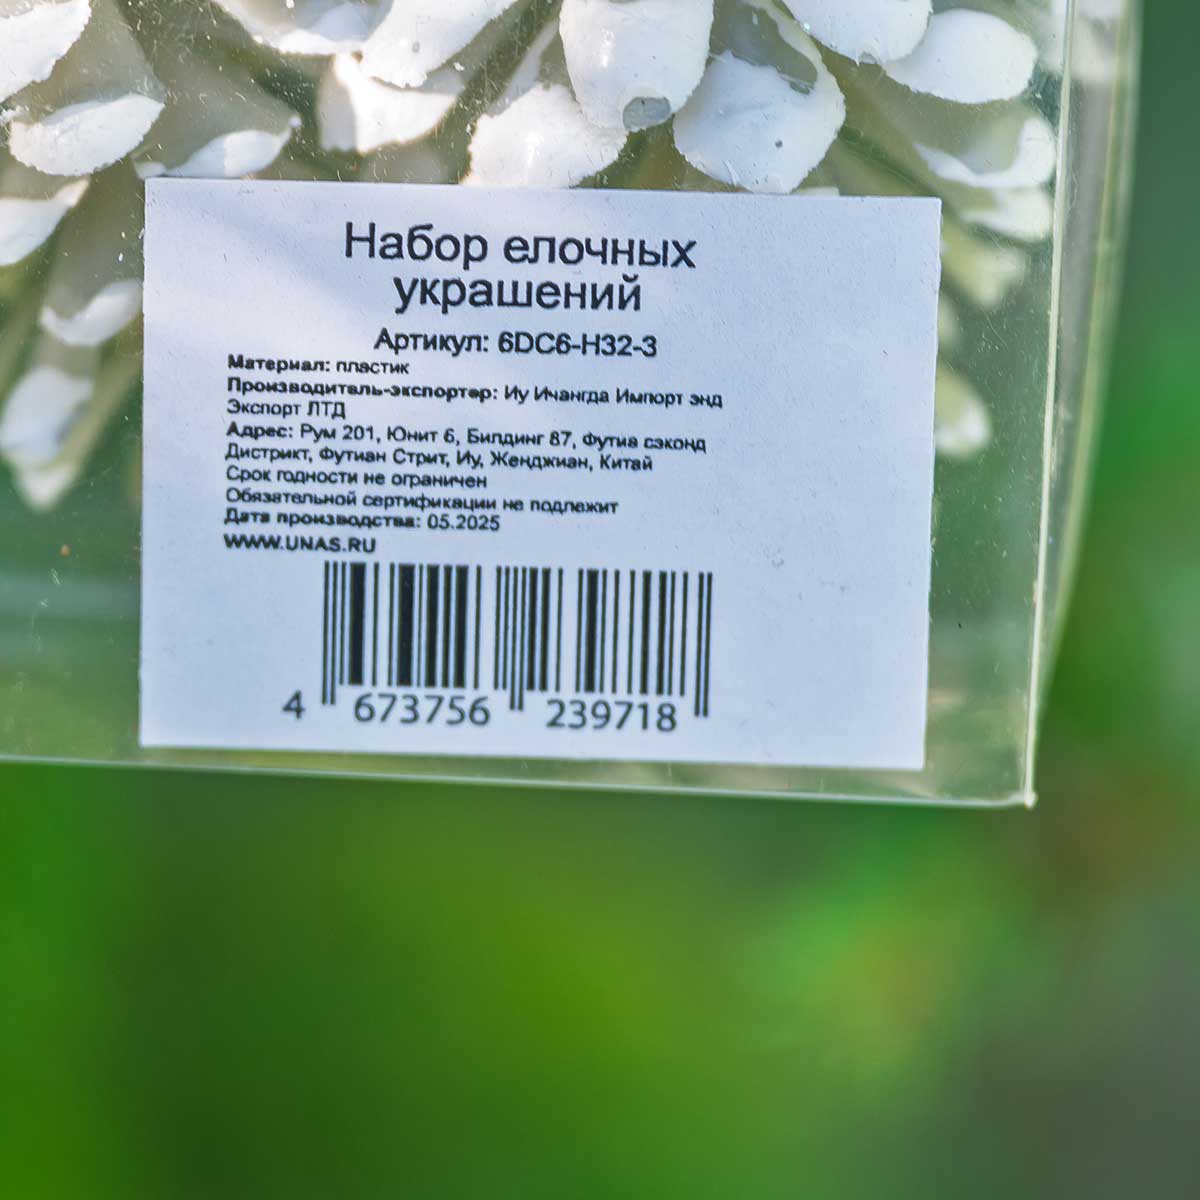 Набор елочных
украшений
Артикул: 6DC6-H32-3
Материал: пластик
Производитель-экспортер: Иу Ичангда Импорт энд
Экспорт ЛТД
Адрес: Рум 201, Юнит 6, Билдинг 87, Футиа сэконд
Дистрикт, Футиан Стрит, Иу, Женджиан, Китай
Срок годности не ограничен
Обязательной сертификации не подлежит
Дата производства: 05.2025
WWW.UNAS.RU
4 673756 239718